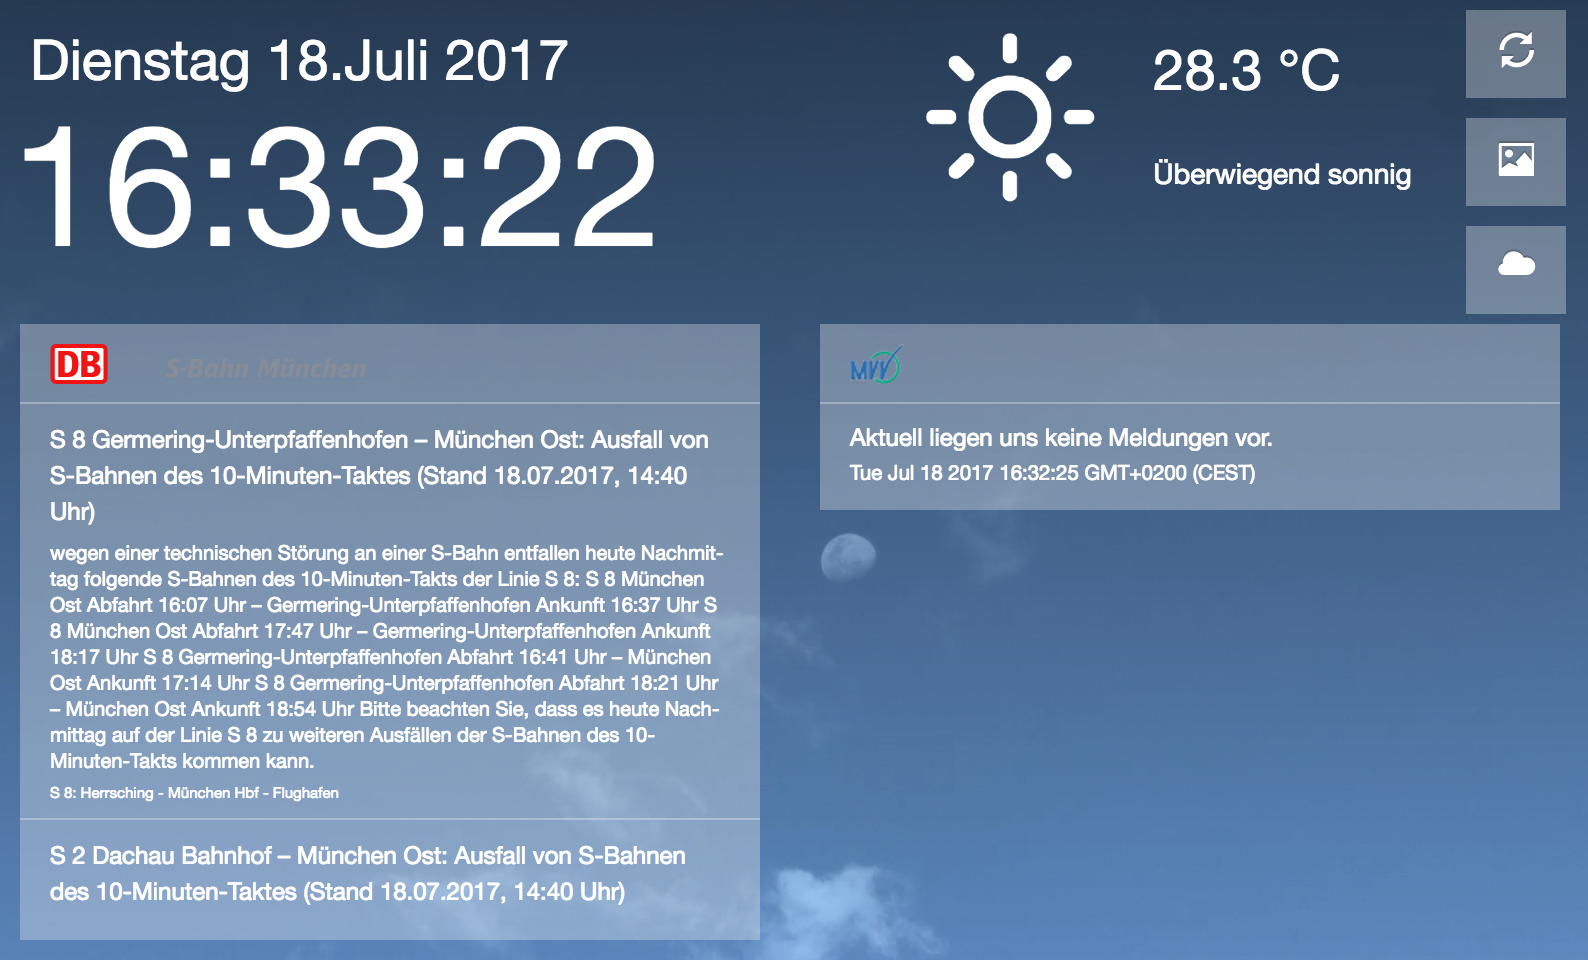 Dienstag 18.Juli 2017
16:33:22
28.3 °C
Überwiegend sonnig
DB
S-Bahn München
S 8 Germering-Unterpfaffenhofen – München Ost: Ausfall von
S-Bahnen des 10-Minuten-Taktes (Stand 18.07.2017, 14:40
Uhr)
wegen einer technischen Störung an einer S-Bahn entfallen heute Nachmit-
tag folgende S-Bahnen des 10-Minuten-Takts der Linie S 8: S 8 München
Ost Abfahrt 16:07 Uhr – Germering-Unterpfaffenhofen Ankunft 16:37 Uhr S
8 München Ost Abfahrt 17:47 Uhr – Germering-Unterpfaffenhofen Ankunft
18:17 Uhr S 8 Germering-Unterpfaffenhofen Abfahrt 16:41 Uhr – München
Ost Ankunft 17:14 Uhr S 8 Germering-Unterpfaffenhofen Abfahrt 18:21 Uhr
– München Ost Ankunft 18:54 Uhr Bitte beachten Sie, dass es heute Nach-
mittag auf der Linie S 8 zu weiteren Ausfällen der S-Bahnen des 10-
Minuten-Takts kommen kann.
S 8: Herrsching - München Hbf - Flughafen
S 2 Dachau Bahnhof – München Ost: Ausfall von S-Bahnen
des 10-Minuten-Taktes (Stand 18.07.2017, 14:40 Uhr)
MVV
Aktuell liegen uns keine Meldungen vor.
Tue Jul 18 2017 16:32:25 GMT+0200 (CEST)